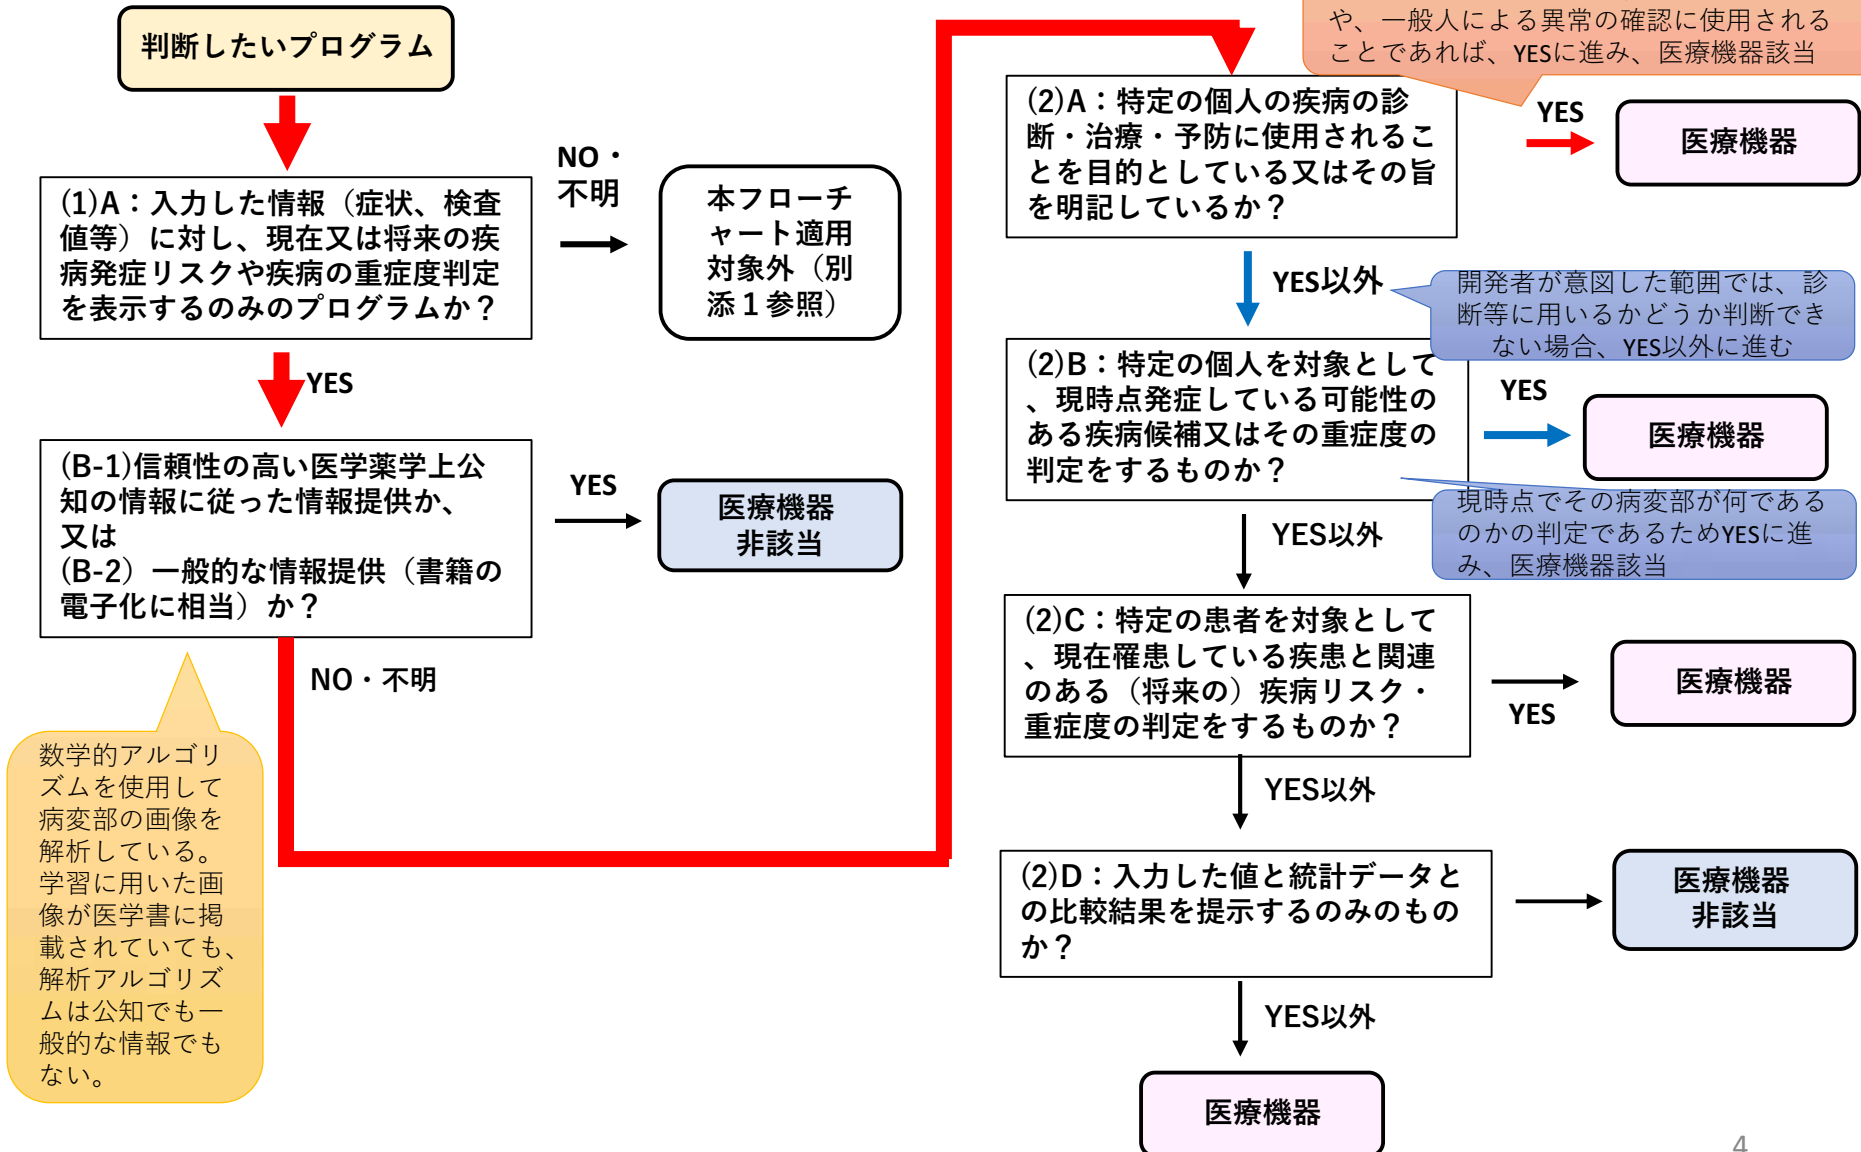 判断したいプログラム
(1)A：入力した情報（症状、検査
値等）に対し、現在又は将来の疾
病発症リスクや疾病の重症度判定
を表示するのみのプログラムか？
NO・
不明
本フローチ
ャート適用
対象外（別
添１参照）
YES
(B-1)信頼性の高い医学薬学上公
知の情報に従った情報提供か、
又は
(B-2）一般的な情報提供（書籍の
電子化に相当）か？
YES
医療機器
非該当
NO・不明
数学的アルゴリ
ズムを使用して
病変部の画像を
解析している。
学習に用いた画
像が医学書に掲
載されていても、
解析アルゴリズ
ムは公知でも一
般的な情報でも
ない。
や、一般人による異常の確認に使用される
ことであれば、YESに進み、医療機器該当
(2)A：特定の個人の疾病の診
断・治療・予防に使用されるこ
とを目的としている又はその旨
を明記しているか？
YES
医療機器
YES以外
開発者が意図した範囲では、診
断等に用いるかどうか判断でき
ない場合、YES以外に進む
(2)B：特定の個人を対象として
、現時点発症している可能性の
ある疾病候補又はその重症度の
判定をするものか？
YES
医療機器
現時点でその病変部が何である
のかの判定であるためYESに進
み、医療機器該当
YES以外
(2)C：特定の患者を対象として
、現在罹患している疾患と関連
のある（将来の）疾病リスク・
重症度の判定をするものか？
YES
医療機器
YES以外
(2)D：入力した値と統計データと
の比較結果を提示するのみのもの
か？
医療機器
非該当
YES以外
医療機器
4